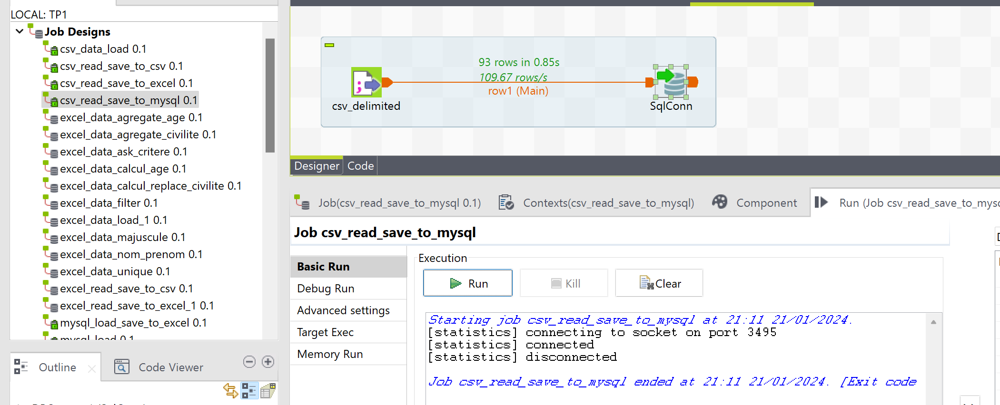 LOCAL: TP1
Job Designs
csv_data_load 0.1
csv_read_save_to_csv 0.1
csv_read_save_to_excel 0.1
csv_read_save_to_mysql 0.1
excel_data_agregate_age 0.1
excel_data_agregate_civilite 0.1
excel_data_ask_critere 0.1
excel_data_calcul_age 0.1
excel_data_calcul_replace_civilite 0.1
excel_data_filter 0.1
excel_data_load_1 0.1
excel_data_majuscule 0.1
excel_data_nom_prenom 0.1
excel_data_unique 0.1
excel_read_save_to_csv 0.1
excel_read_save_to_excel_1 0.1
mysql_load_save_to_excel 0.1
mysql_load 0.1
Outline
Code Viewer
93 rows in 0.85s
109.67 rows/s
row1 (Main)
csv_delimited
SqlConn
Designer
Code
Job(csv_read_save_to_mysql 0.1)
Contexts(csv_read_save_to_mysql)
Component
Run (Job csv_read_save_to_mysq
Job csv_read_save_to_mysql
Basic Run
Debug Run
Advanced settings
Target Exec
Memory Run
Execution
Run
Kill
Clear
Starting job csv_read_save_to_mysql at 21:11 21/01/2024.
[statistics] connecting to socket on port 3495
[statistics] connected
[statistics] disconnected
Job csv_read_save_to_mysql ended at 21:11 21/01/2024. [Exit code